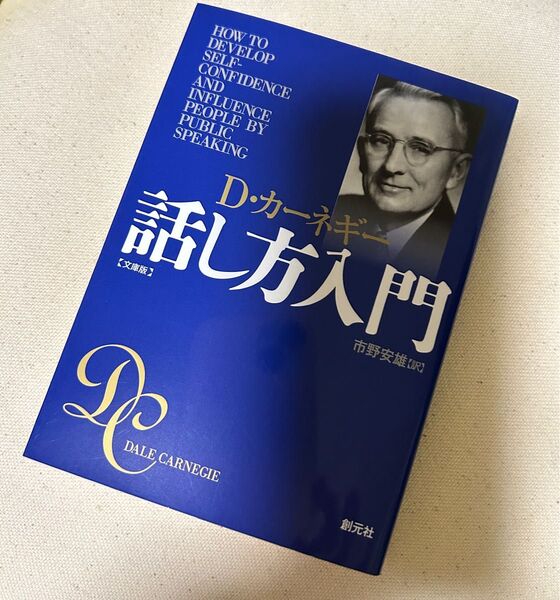 HOW TO
DEVELOP
SELF-
CONFIDENCE
AND
INFLUENCE
PEOPLE BY
PUBLIC
SPEAKING
D・カーネギー
話し方入門
【文庫版】
市野安雄【訳】
DC
DALE CARNEGIE
創元社